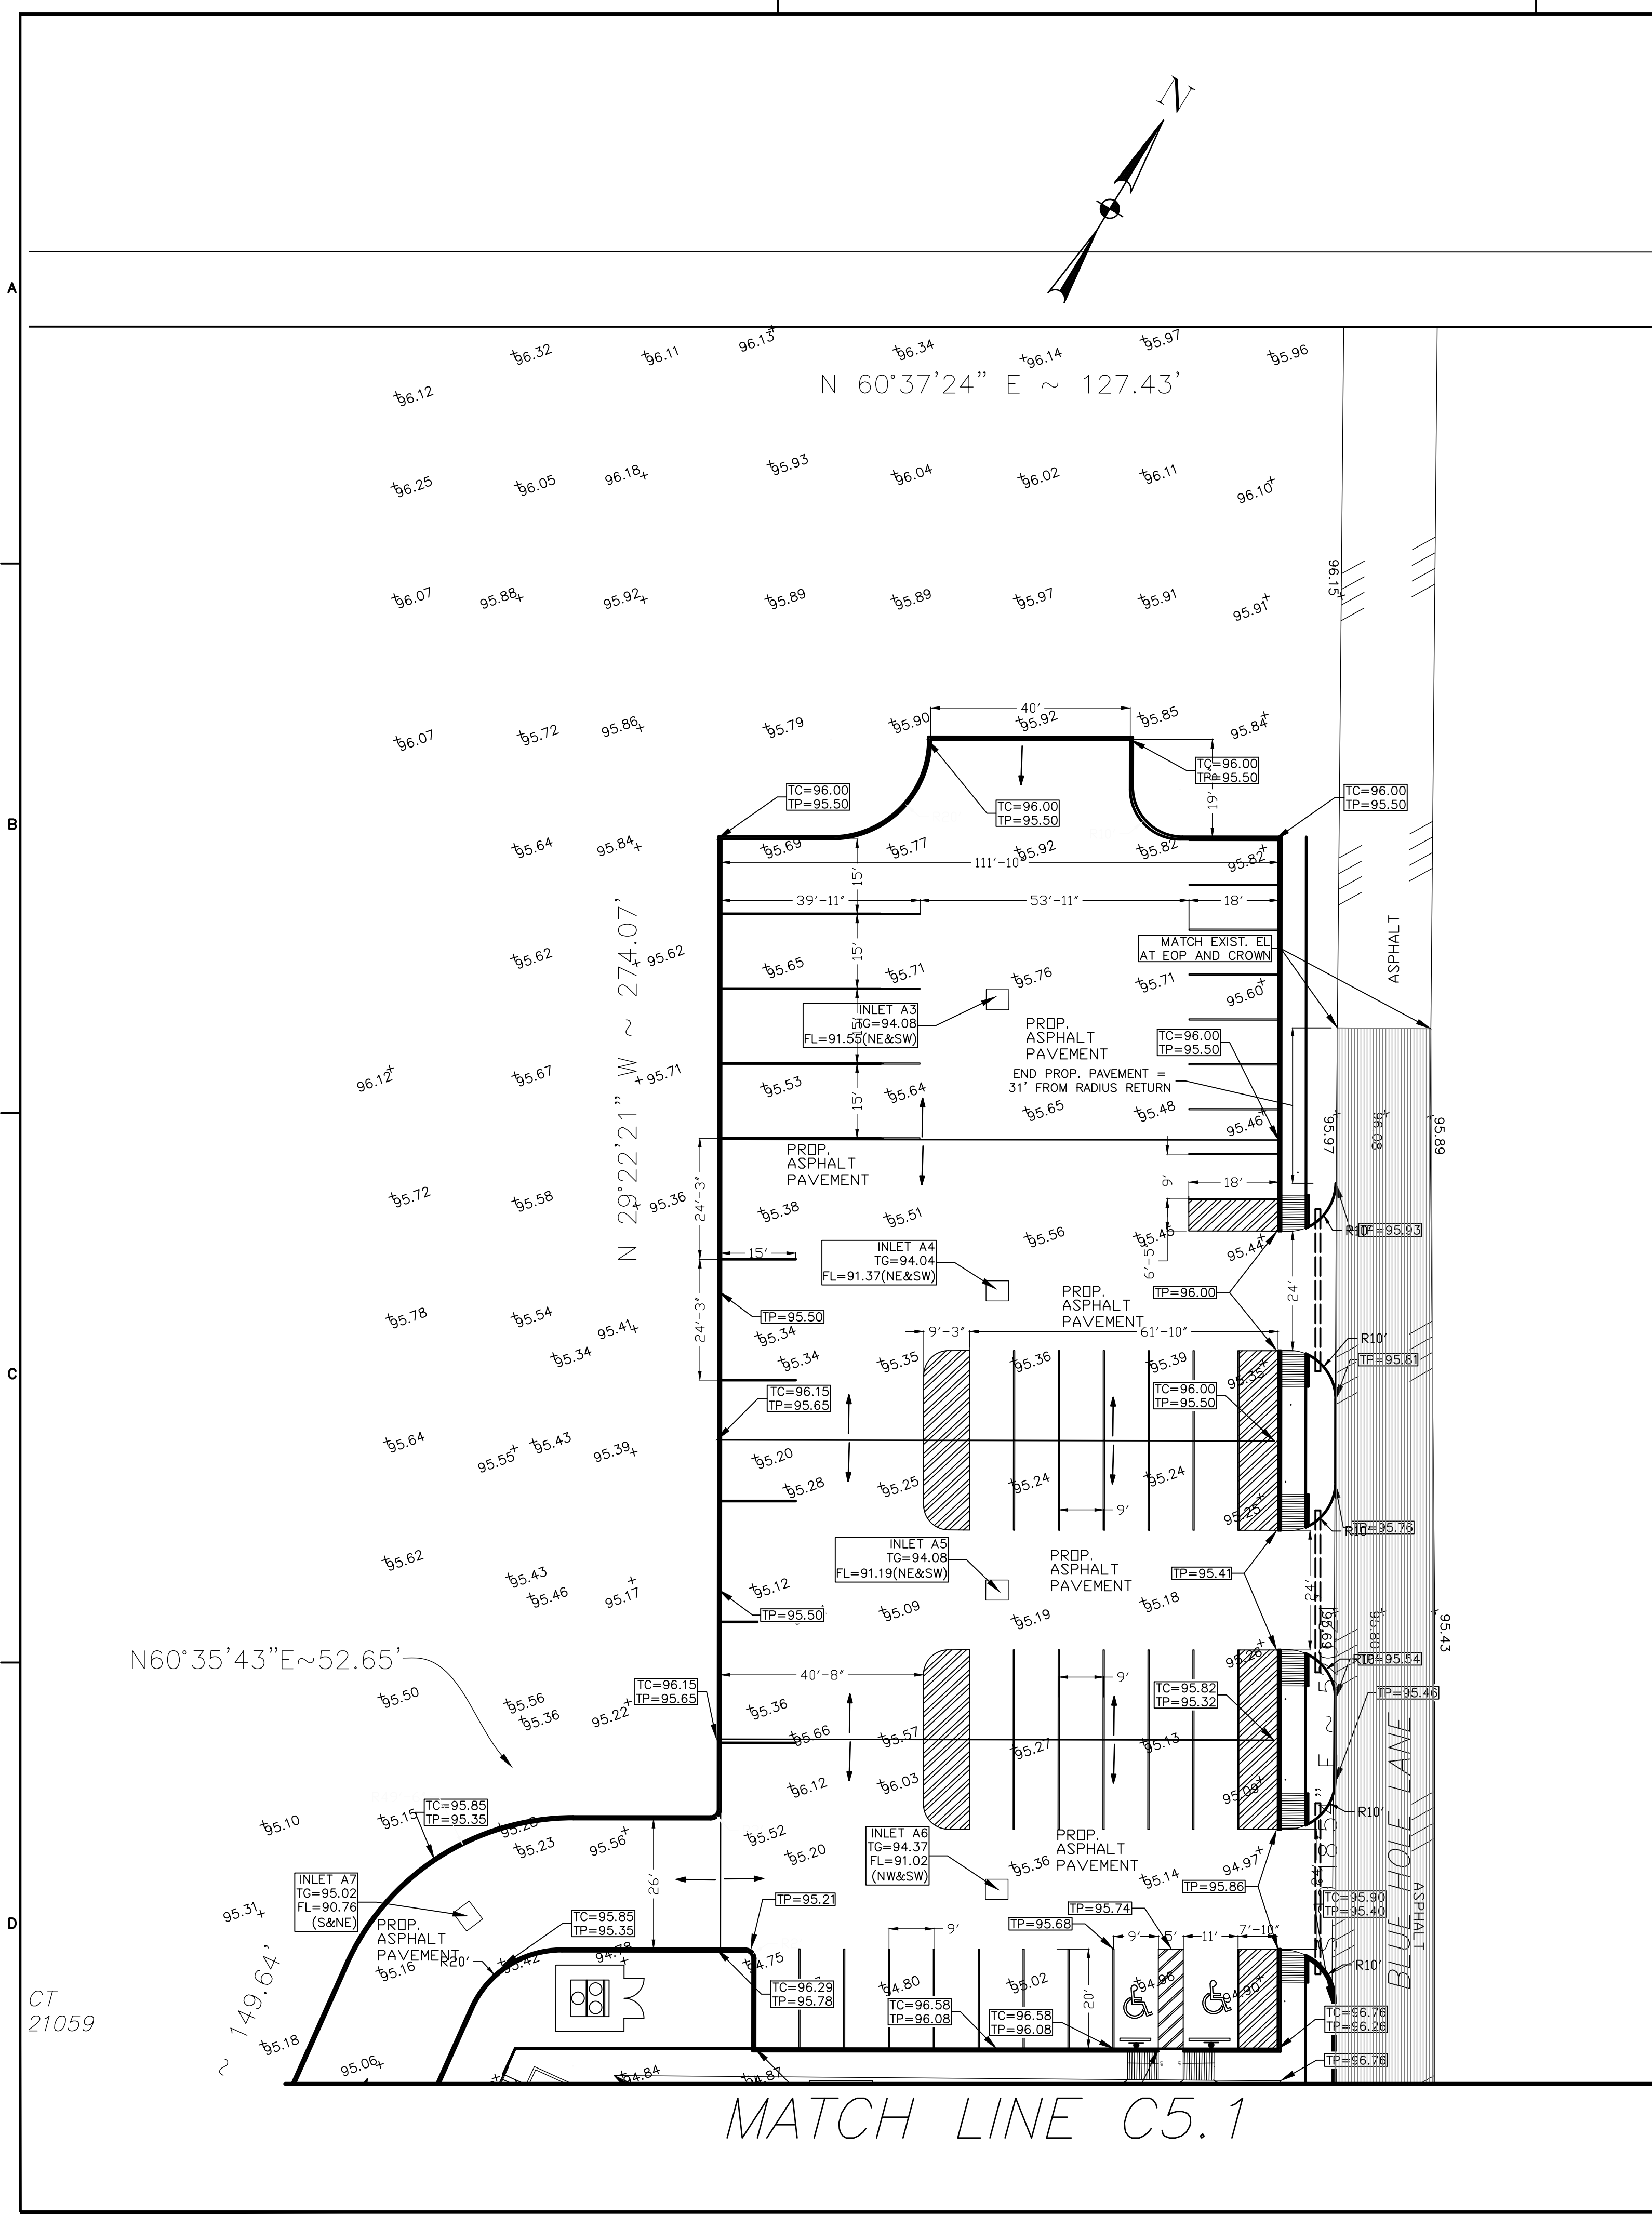 N
A
96.32
96.11
96.13
96.34
96.14
95.97
95.96
N 60°37'24" E ~ 127.43'
96.12
96.25
96.05
96.18
95.93
96.04
96.02
96.11
96.10
96.07
95.88
95.92
95.89
95.89
95.97
95.91
95.91
96.15
96.07
95.72
95.86
95.79
95.90
40'
95.92
95.85
95.84
TC=96.00
TP=95.50
19'-6"
TC=96.00
TP=95.50
TC=96.00
TP=95.50
TC=96.00
TP=95.50
B
95.64
95.84
95.69
95.77
95.92
95.82
95.82
111'-10"
15'
39'-11"
53'-11"
18'
N 29°22'21" W ~ 274.07'
MATCH EXIST. EL
AT EOP AND CROWN
ASPHALT
95.62
95.62
95.65
15'
95.71
95.76
95.71
95.60
INLET A3
TG=94.08
FL=91.55(NE&SW)
15'
PROP.
ASPHALT
PAVEMENT
TC=96.00
TP=95.50
END PROP. PAVEMENT =
31' FROM RADIUS RETURN
96.12
95.67
95.71
95.53
15'
95.64
95.65
95.48
95.46
95.97
96.08
95.89
PROP.
ASPHALT
PAVEMENT
95.72
95.58
95.36
24'-3"
95.38
95.51
95.56
95.45
95.44
9'
18'
6'-5"
R10'
TP=95.93
INLET A4
TG=94.04
FL=91.37(NE&SW)
15'
24'-3"
TP=96.00
24'
PROP.
ASPHALT
PAVEMENT
TP=95.50
9'-3"
61'-10"
95.78
95.54
95.41
95.34
95.34
R10'
C
95.34
95.35
95.36
95.39
95.35
TP=95.81
TC=96.15
TP=95.65
TC=96.00
TP=95.50
95.64
95.55
95.43
95.39
95.20
95.28
95.25
95.24
95.24
95.25
9'
R10'
TP=95.76
INLET A5
TG=94.08
FL=91.19(NE&SW)
PROP.
ASPHALT
PAVEMENT
TP=95.41
24'
95.62
95.43
95.46
95.17
95.12
TP=95.50
95.09
95.19
95.18
95.69
95.80
95.43
N60°35'43"E~52.65'
95.26
R10'
TP=95.54
40'-8"
9'
TC=96.15
TP=95.65
TC=95.82
TP=95.32
TP=95.46
95.50
95.56
95.36
95.22
95.36
95.66
95.57
95.27
95.13
96.12
96.03
95.09
BLUE HOLE LANE
ASPHALT
TC=95.85
TP=95.35
95.10
95.15
95.23
95.56
95.52
95.20
R10'
INLET A6
TG=94.37
FL=91.02
(NW&SW)
PROP.
ASPHALT
PAVEMENT
95.36
95.14
94.97
TP=95.86
24'
INLET A7
TG=95.02
FL=90.76
(S&NE)
26'
TP=95.21
TP=95.74
TP=95.68
TC=95.90
TP=95.40
D
95.31
PROP.
ASPHALT
PAVEMENT
TC=95.85
TP=95.35
9'
9'
5'
11'
7'-10"
R20'
95.16
95.42
94.78
94.75
94.80
95.02
94.96
94.90
R10'
TC=96.29
TP=95.78
TC=96.58
TP=96.08
TC=96.58
TP=96.08
20'
TC=96.76
TP=96.26
CT
21059
~ 149.64'
95.18
95.06
94.84
94.87
TP=96.76
MATCH LINE C5.1